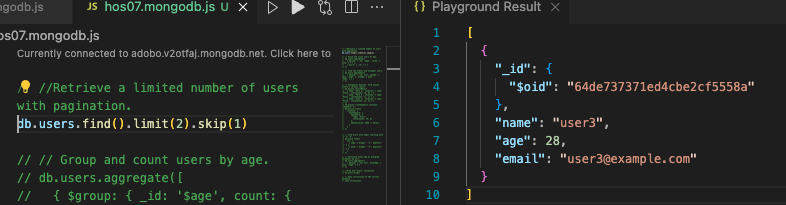 odb.js
JS hos07.mongodb.js U
os07.mongodb.js
Currently connected to adobo.v2otfaj.mongodb.net. Click here to
// //Retrieve a limited number of users
with pagination.
db.users.find().limit(2).skip(1)
// // Group and count users by age.
// db.users.aggregate([
//   { $group: { _id: '$age', count: {
{} Playground Result
1 [
2 {
3 "_id": {
4 "$oid": "64de737371ed4cbe2cf5558a"
5 },
6 "name": "user3",
7 "age": 28,
8 "email": "user3@example.com"
9 }
10 ]